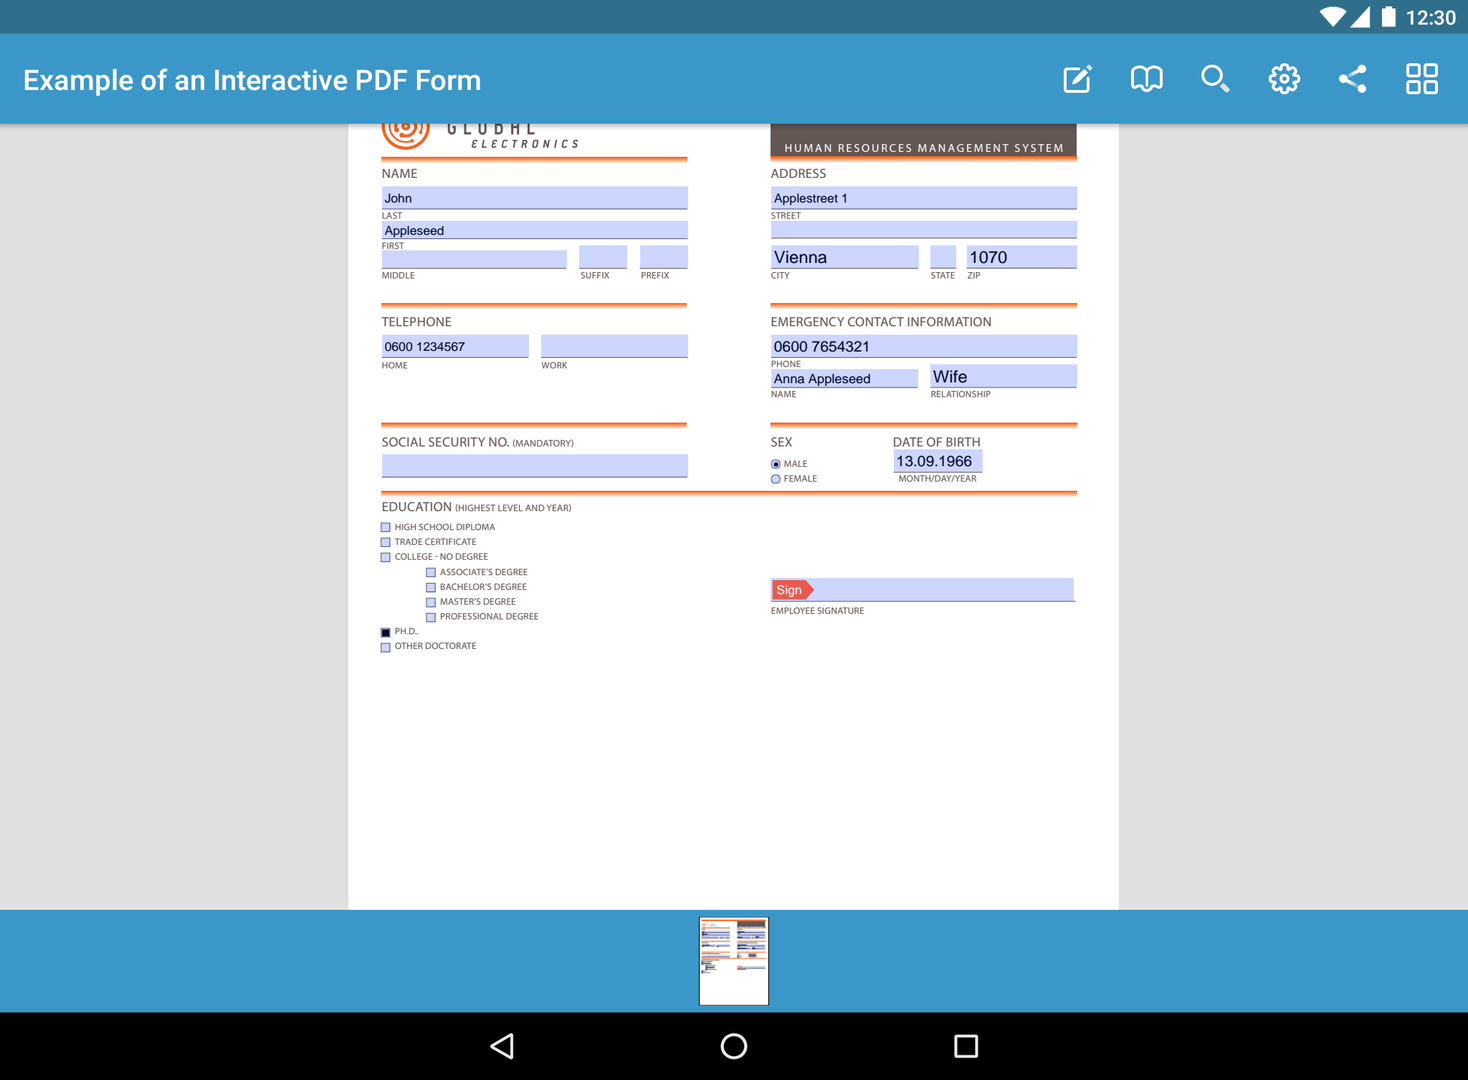 12:30
Example of an Interactive PDF Form
GLOBAL
ELECTRONICS
HUMAN RESOURCES MANAGEMENT SYSTEM
NAME
John
LAST
Appleseed
FIRST
MIDDLE SUFFIX PREFIX
ADDRESS
Applestreet 1
STREET
Vienna 1070
CITY STATE ZIP
TELEPHONE
0600 1234567
HOME WORK
EMERGENCY CONTACT INFORMATION
0600 7654321
PHONE
Anna Appleseed Wife
NAME RELATIONSHIP
SOCIAL SECURITY NO. (MANDATORY)
SEX DATE OF BIRTH
MALE 13.09.1966
FEMALE MONTH/DAY/YEAR
EDUCATION (HIGHEST LEVEL AND YEAR)
HIGH SCHOOL DIPLOMA
TRADE CERTIFICATE
COLLEGE - NO DEGREE
ASSOCIATE'S DEGREE
BACHELOR'S DEGREE
MASTER'S DEGREE
PROFESSIONAL DEGREE
PH.D..
OTHER DOCTORATE
Sign
EMPLOYEE SIGNATURE